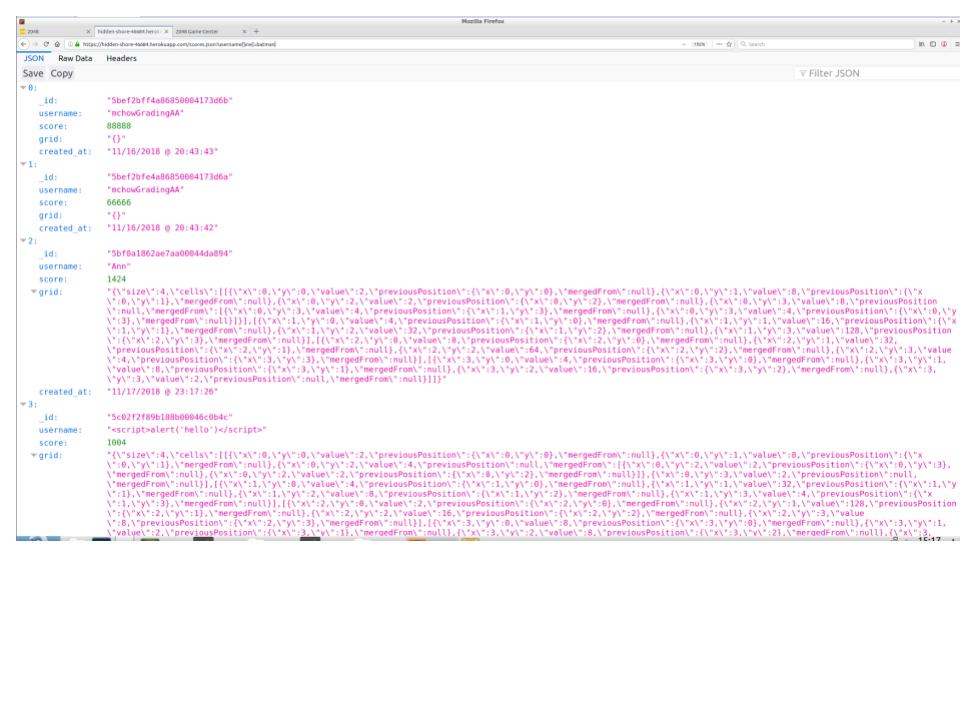 Mozilla Firefox
2048 × hidden-shore-46684.heroku × 2048 Game Center × +
https://hidden-shore-46684.herokuapp.com/scores.json?username[$ne]=batman 150% Search
JSON Raw Data Headers
Save Copy Filter JSON
0:
_id: "5bef2bff4a86850004173d6b"
username: "mchowGradingAA"
score: 88888
grid: "{}"
created_at: "11/16/2018 @ 20:43:43"
1:
_id: "5bef2bfe4a86850004173d6a"
username: "mchowGradingAA"
score: 66666
grid: "{}"
created_at: "11/16/2018 @ 20:43:42"
2:
_id: "5bf0a1862ae7aa00044da894"
username: "Ann"
score: 1424
grid: "{\"size\":4,\"cells\":[[{\"x\":0,\"y\":0,\"value\":2,\"previousPosition\":{\"x\":0,\"y\":0},\"mergedFrom\":null},{\"x\":0,\"y\":1,\"value\":8,\"previousPosition\":{\"x
\":0,\"y\":1},\"mergedFrom\":null},{\"x\":0,\"y\":2,\"value\":2,\"previousPosition\":{\"x\":0,\"y\":2},\"mergedFrom\":null},{\"x\":0,\"y\":3,\"value\":8,\"previousPosition
\":null,\"mergedFrom\":[{\"x\":0,\"y\":3,\"value\":4,\"previousPosition\":{\"x\":1,\"y\":3},\"mergedFrom\":null},{\"x\":0,\"y\":3,\"value\":4,\"previousPosition\":{\"x\":0,\"y
\":3},\"mergedFrom\":null}]}],[{\"x\":1,\"y\":0,\"value\":4,\"previousPosition\":{\"x\":1,\"y\":0},\"mergedFrom\":null},{\"x\":1,\"y\":1,\"value\":16,\"previousPosition\":{\"x
\":1,\"y\":1},\"mergedFrom\":null},{\"x\":1,\"y\":2,\"value\":32,\"previousPosition\":{\"x\":1,\"y\":2},\"mergedFrom\":null},{\"x\":1,\"y\":3,\"value\":128,\"previousPosition
\":{\"x\":2,\"y\":3},\"mergedFrom\":null}],[{\"x\":2,\"y\":0,\"value\":8,\"previousPosition\":{\"x\":2,\"y\":0},\"mergedFrom\":null},{\"x\":2,\"y\":1,\"value\":32,
\"previousPosition\":{\"x\":2,\"y\":1},\"mergedFrom\":null},{\"x\":2,\"y\":2,\"value\":64,\"previousPosition\":{\"x\":2,\"y\":2},\"mergedFrom\":null},{\"x\":2,\"y\":3,\"value
\":4,\"previousPosition\":{\"x\":3,\"y\":3},\"mergedFrom\":null}],[{\"x\":3,\"y\":0,\"value\":4,\"previousPosition\":{\"x\":3,\"y\":0},\"mergedFrom\":null},{\"x\":3,\"y\":1,
\"value\":8,\"previousPosition\":{\"x\":3,\"y\":1},\"mergedFrom\":null},{\"x\":3,\"y\":2,\"value\":16,\"previousPosition\":{\"x\":3,\"y\":2},\"mergedFrom\":null},{\"x\":3,
\"y\":3,\"value\":2,\"previousPosition\":null,\"mergedFrom\":null}]]}"
created_at: "11/17/2018 @ 23:17:26"
3:
_id: "5c02f2f89b188b00046c0b4c"
username: "<script>alert('hello')</script>"
score: 1004
grid: "{\"size\":4,\"cells\":[[{\"x\":0,\"y\":0,\"value\":2,\"previousPosition\":{\"x\":0,\"y\":0},\"mergedFrom\":null},{\"x\":0,\"y\":1,\"value\":8,\"previousPosition\":{\"x
\":0,\"y\":1},\"mergedFrom\":null},{\"x\":0,\"y\":2,\"value\":4,\"previousPosition\":null,\"mergedFrom\":[{\"x\":0,\"y\":2,\"value\":2,\"previousPosition\":{\"x\":0,\"y\":3},
\"mergedFrom\":null},{\"x\":0,\"y\":2,\"value\":2,\"previousPosition\":{\"x\":0,\"y\":2},\"mergedFrom\":null}]},{\"x\":0,\"y\":3,\"value\":2,\"previousPosition\":null,
\"mergedFrom\":null}],[{\"x\":1,\"y\":0,\"value\":4,\"previousPosition\":{\"x\":1,\"y\":0},\"mergedFrom\":null},{\"x\":1,\"y\":1,\"value\":32,\"previousPosition\":{\"x\":1,\"y
\":1},\"mergedFrom\":null},{\"x\":1,\"y\":2,\"value\":8,\"previousPosition\":{\"x\":1,\"y\":2},\"mergedFrom\":null},{\"x\":1,\"y\":3,\"value\":4,\"previousPosition\":{\"x
\":1,\"y\":3},\"mergedFrom\":null}],[{\"x\":2,\"y\":0,\"value\":2,\"previousPosition\":{\"x\":2,\"y\":0},\"mergedFrom\":null},{\"x\":2,\"y\":1,\"value\":128,\"previousPosition
\":{\"x\":2,\"y\":1},\"mergedFrom\":null},{\"x\":2,\"y\":2,\"value\":16,\"previousPosition\":{\"x\":2,\"y\":2},\"mergedFrom\":null},{\"x\":2,\"y\":3,\"value
\":8,\"previousPosition\":{\"x\":2,\"y\":3},\"mergedFrom\":null}],[{\"x\":3,\"y\":0,\"value\":8,\"previousPosition\":{\"x\":3,\"y\":0},\"mergedFrom\":null},{\"x\":3,\"y\":1,
\"value\":2,\"previousPosition\":{\"x\":3,\"y\":1},\"mergedFrom\":null},{\"x\":3,\"y\":2,\"value\":8,\"previousPosition\":{\"x\":3,\"y\":2},\"mergedFrom\":null},{\"x\":3,
15:17